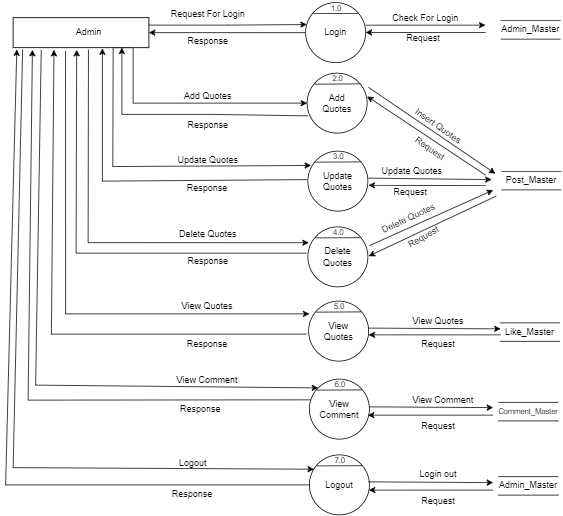 Admin
Request For Login
Response
1.0
Login
Check For Login
Request
Admin_Master
Add Quotes
Response
2.0
Add
Quotes
Insert Quotes
Request
Update Quotes
Response
3.0
Update
Quotes
Update Quotes
Request
Post_Master
Delete Quotes
Response
4.0
Delete
Quotes
Delete Quotes
Request
View Quotes
Response
5.0
View
Quotes
View Quotes
Request
Like_Master
View Comment
Response
6.0
View
Comment
View Comment
Request
Comment_Master
Logout
Response
7.0
Logout
Login out
Request
Admin_Master